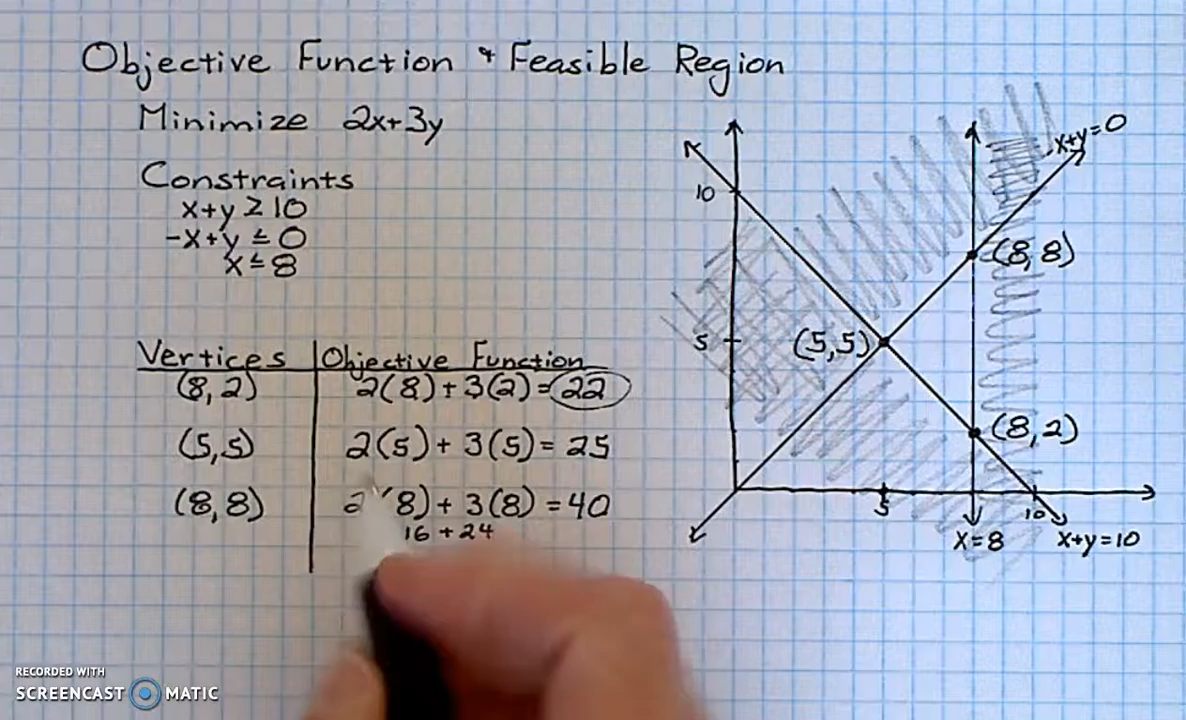 Objective Function & Feasible Region
Minimize 2x+3y
Constraints
x+y ≥ 10
-x+y ≤ 0
x ≤ 8
Vertices | Objective Function
(8,2) 2(8)+3(2)=22
(5,5) 2(5)+3(5)=25
(8,8) 2(8)+3(8)=40
16+24
-x+y=0
10
(8,8)
5
(5,5)
(8,2)
5
10
x=8
x+y=10
RECORDED WITH
SCREENCAST MATIC